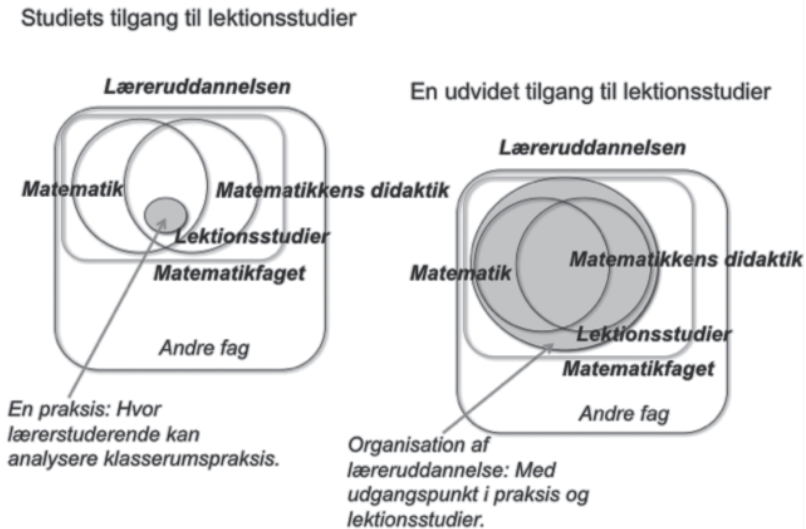 Studiets tilgang til lektionsstudier
Læreruddannelsen
Matematik
Matematikkens didaktik
Lektionsstudier
Matematikfaget
Andre fag
En praksis: Hvor
lærerstuderende kan
analysere klasserumspraksis.
En udvidet tilgang til lektionsstudier
Læreruddannelsen
Matematik
Matematikkens didaktik
Lektionsstudier
Matematikfaget
Andre fag
Organisation af
læreruddannelse: Med
udgangspunkt i praksis og
lektionsstudier.